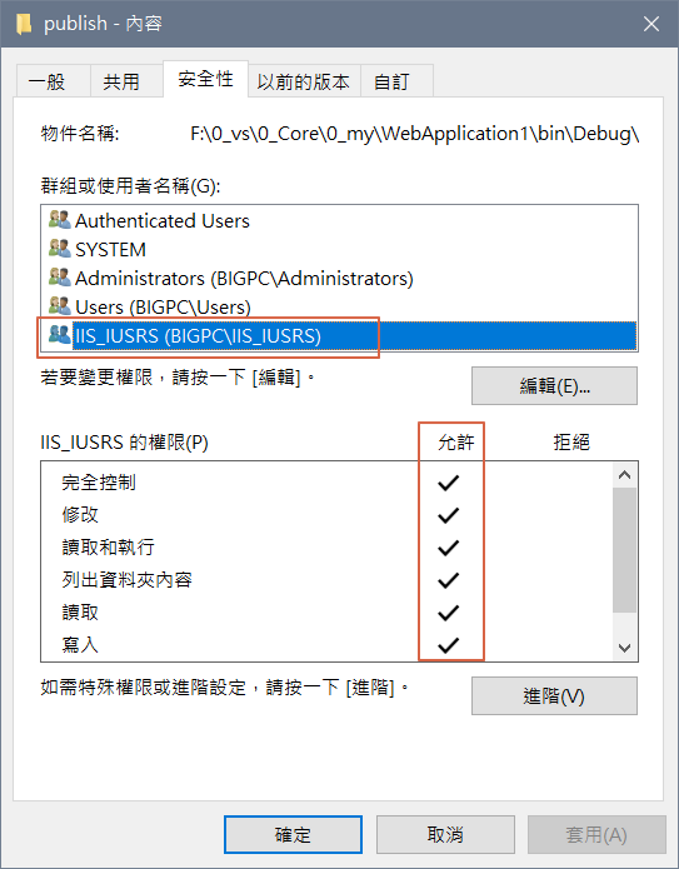 publish - 內容
一般 共用 安全性 以前的版本 自訂
物件名稱: F:\0_vs\0_Core\0_my\WebApplication1\bin\Debug\
群組或使用者名稱(G):
Authenticated Users
SYSTEM
Administrators (BIGPC\Administrators)
Users (BIGPC\Users)
IIS_IUSRS (BIGPC\IIS_IUSRS)
若要變更權限，請按一下 [編輯]。
編輯(E)...
IIS_IUSRS 的權限(P) 允許 拒絕
完全控制
修改
讀取和執行
列出資料夾內容
讀取
寫入
如需特殊權限或進階設定，請按一下 [進階]。
進階(V)
確定 取消 套用(A)